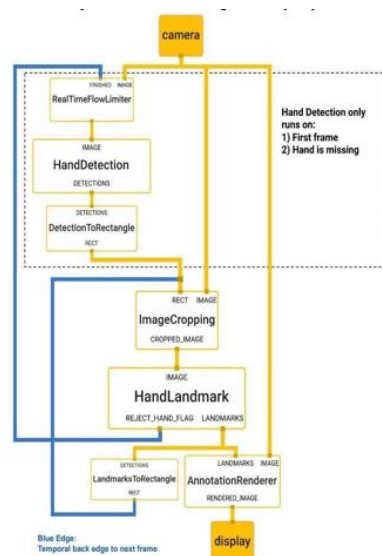 camera
FINISHED IMAGE
RealTimeFlowLimiter
Hand Detection only
runs on:
1) First frame
2) Hand is missing
IMAGE
HandDetection
DETECTIONS
DETECTIONS
DetectionToRectangle
RECT
RECT IMAGE
ImageCropping
CROPPED_IMAGE
IMAGE
HandLandmark
REJECT_HAND_FLAG LANDMARKS
DETECTIONS
LandmarksToRectangle
RECT
LANDMARKS IMAGE
AnnotationRenderer
RENDERED_IMAGE
Blue Edge:
Temporal back edge to next frame
display